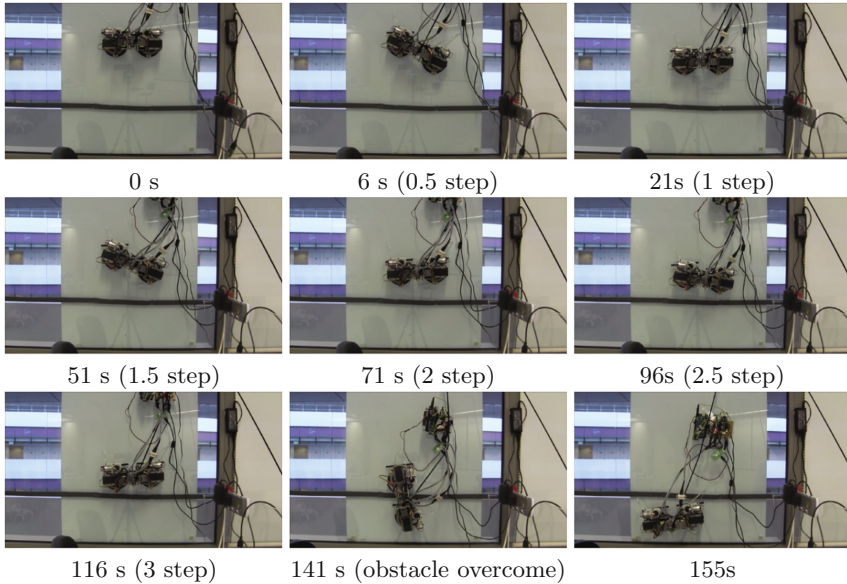 0 s
6 s (0.5 step)
21s (1 step)
51 s (1.5 step)
71 s (2 step)
96s (2.5 step)
116 s (3 step)
141 s (obstacle overcome)
155s